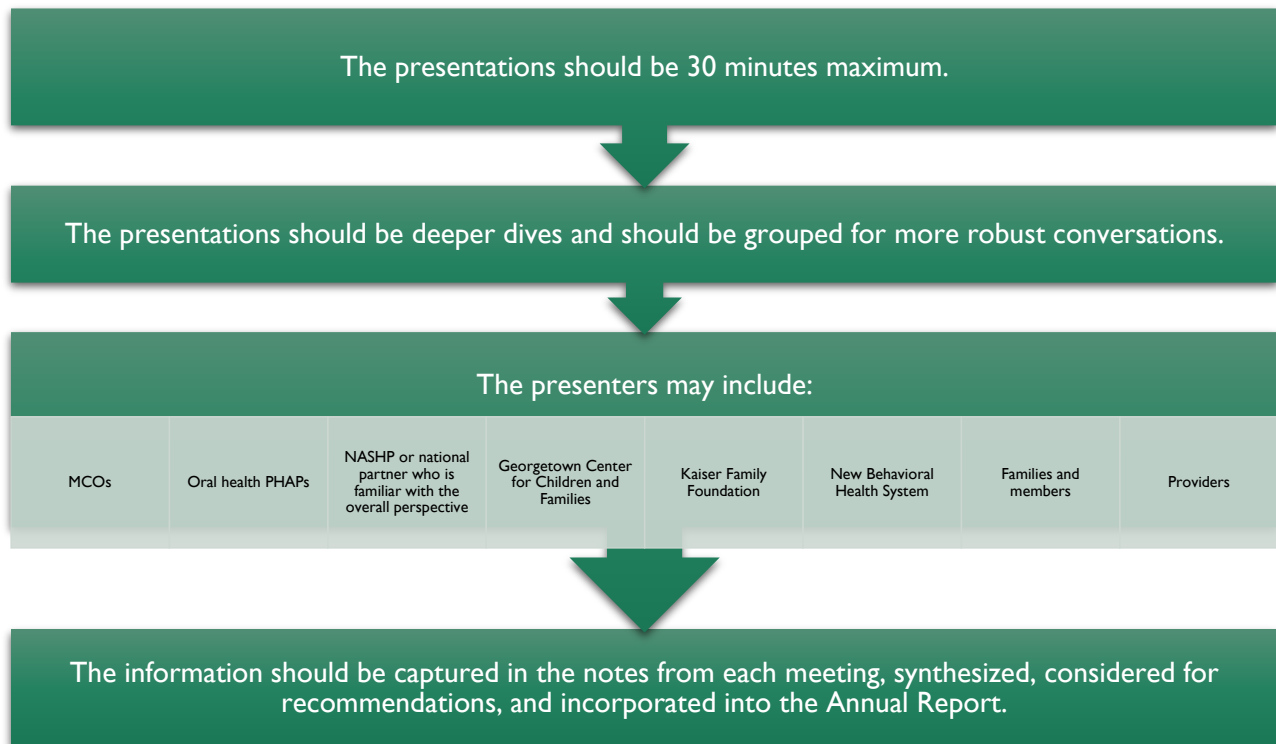 The presentations should be 30 minutes maximum.
The presentations should be deeper dives and should be grouped for more robust conversations.
The presenters may include:
MCOs
Oral health PHAPs
NASHP or national
partner who is
familiar with the
overall perspective
Georgetown Center
for Children and
Families
Kaiser Family
Foundation
New Behavioral
Health System
Families and
members
Providers
The information should be captured in the notes from each meeting, synthesized, considered for
recommendations, and incorporated into the Annual Report.